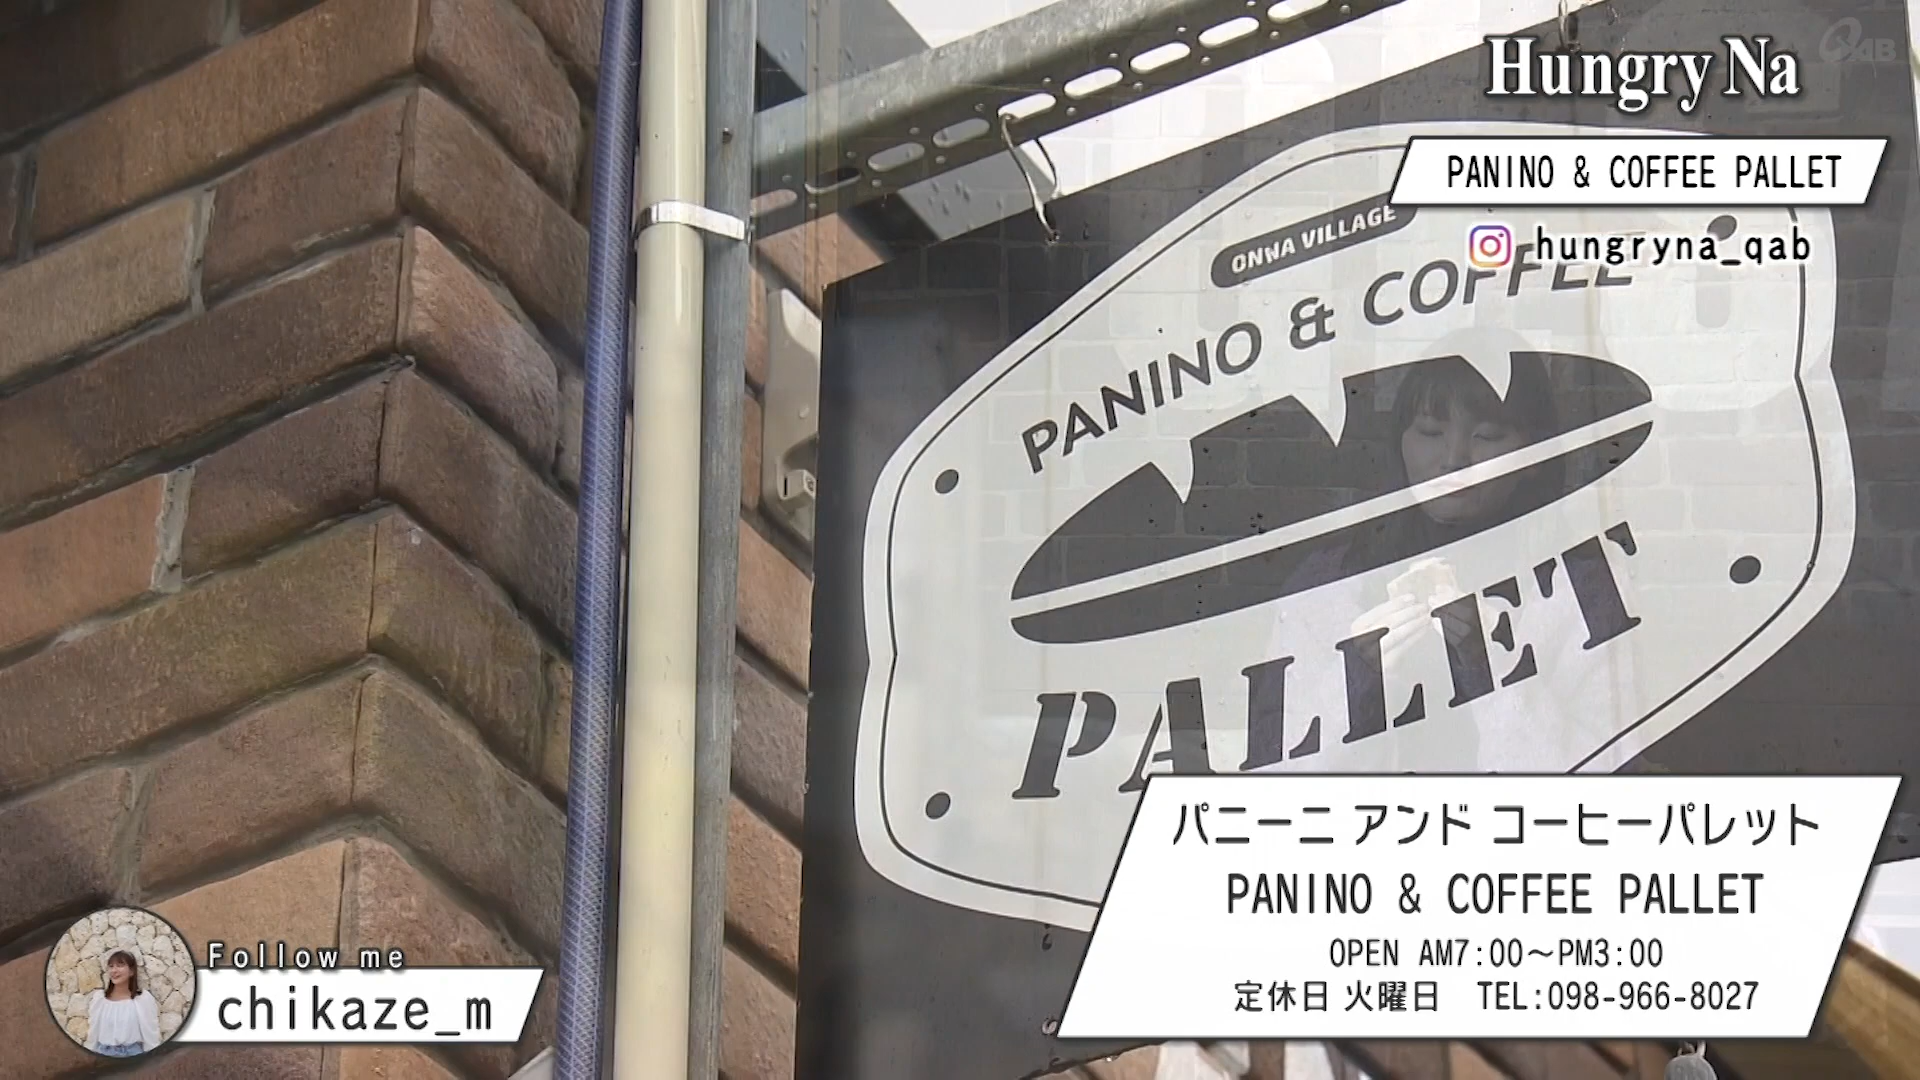 Hungry Na
QAB
PANINO & COFFEE PALLET
hungryna_qab
ONNA VILLAGE
PANINO & COFFEE
PALLET
パニーニ アンド コーヒーパレット
PANINO & COFFEE PALLET
OPEN AM7:00～PM3:00
定休日 火曜日 TEL:098-966-8027
Follow me
chikaze_m